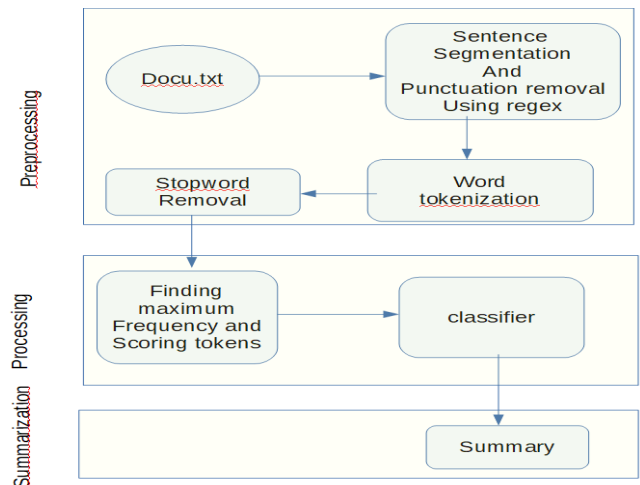 Preprocessing
Docu.txt
Sentence
Segmentation
And
Punctuation removal
Using regex
Word
tokenization
Stopword
Removal
Processing
Finding
maximum
Frequency and
Scoring tokens
classifier
Summarization
Summary